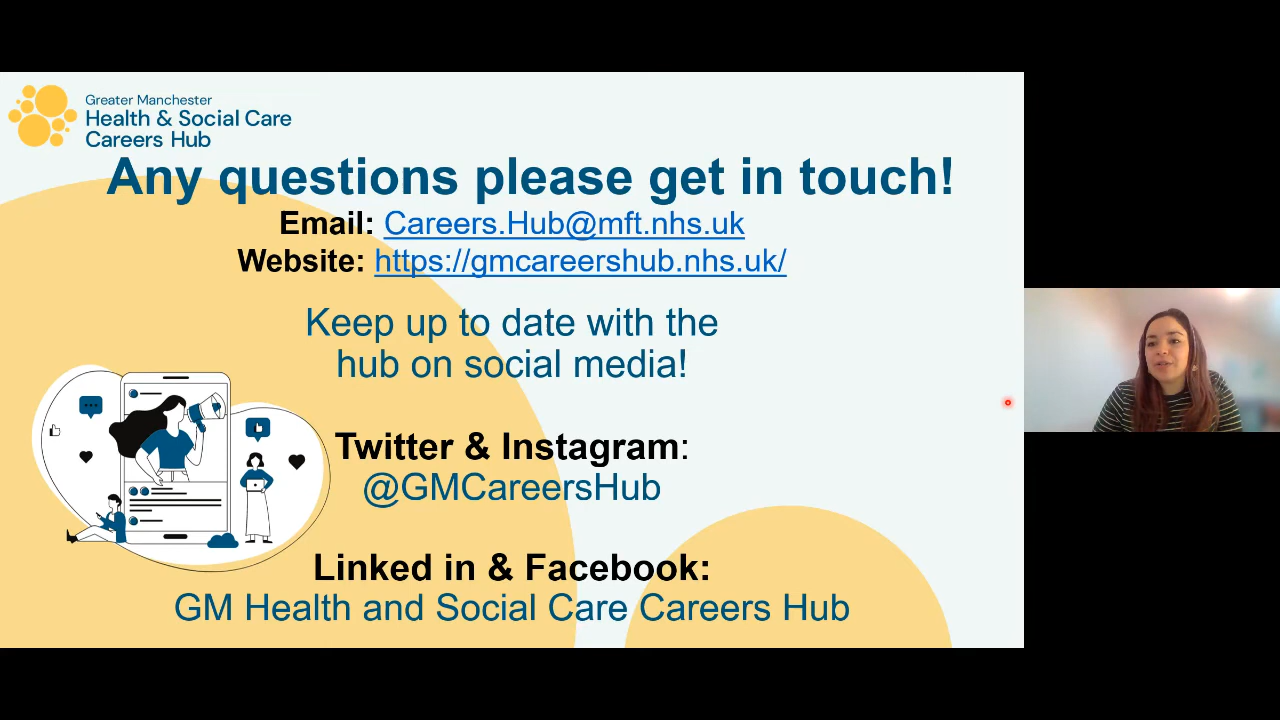 Greater Manchester
Health & Social Care
Careers Hub
Any questions please get in touch!
Email: Careers.Hub@mft.nhs.uk
Website: https://gmcareershub.nhs.uk/
Keep up to date with the
hub on social media!
Twitter & Instagram:
@GMCareersHub
Linked in & Facebook:
GM Health and Social Care Careers Hub